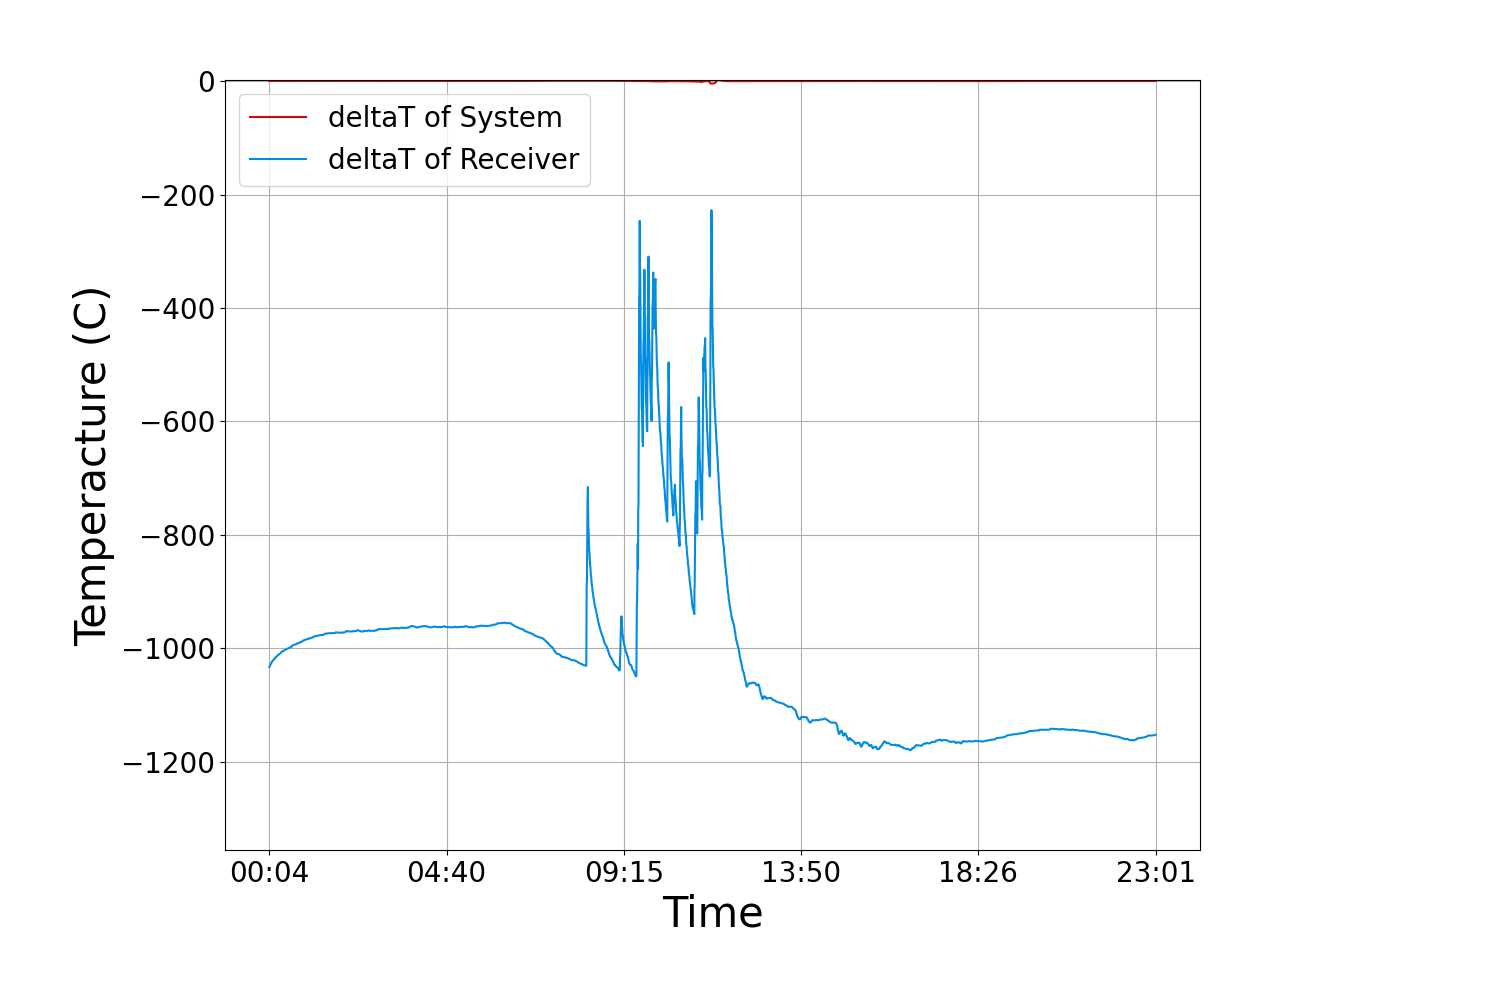 deltaT of System
deltaT of Receiver
0
−200
−400
−600
−800
−1000
−1200
Temperacture (C)
00:04 04:40 09:15 13:50 18:26 23:01
Time